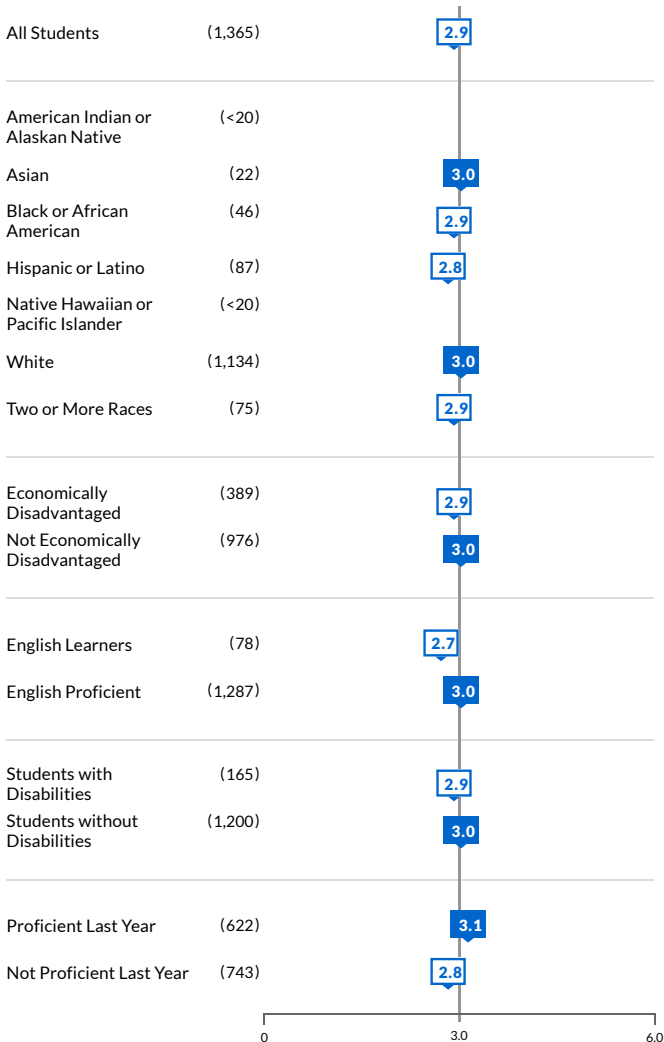 All Students (1,365) 2.9
American Indian or (<20)
Alaskan Native
Asian (22) 3.0
Black or African (46) 2.9
American
Hispanic or Latino (87) 2.8
Native Hawaiian or (<20)
Pacific Islander
White (1,134) 3.0
Two or More Races (75) 2.9
Economically (389) 2.9
Disadvantaged
Not Economically (976) 3.0
Disadvantaged
English Learners (78) 2.7
English Proficient (1,287) 3.0
Students with (165) 2.9
Disabilities
Students without (1,200) 3.0
Disabilities
Proficient Last Year (622) 3.1
Not Proficient Last Year (743) 2.8
0 3.0 6.0